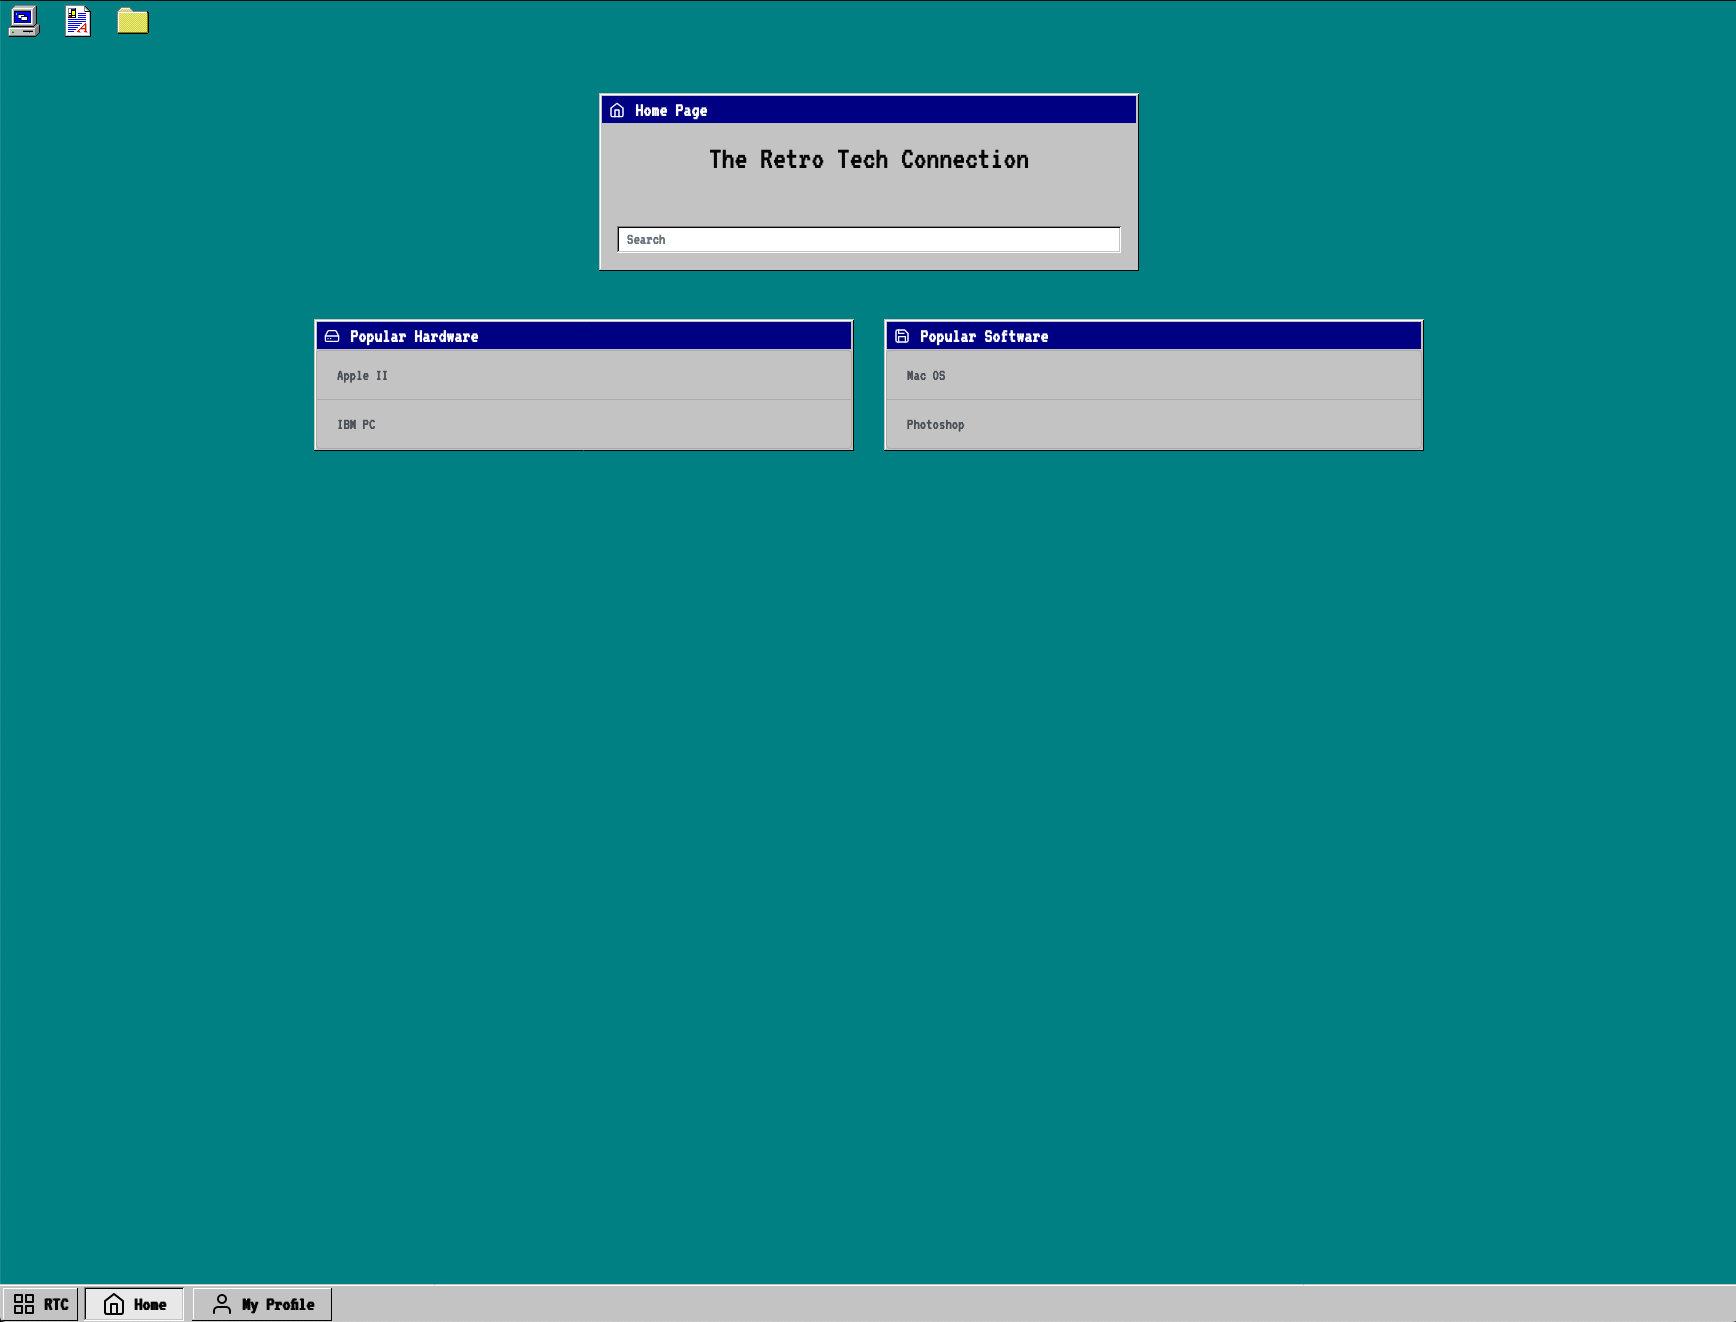 Home Page
The Retro Tech Connection
Search
Popular Hardware
Apple II
IBM PC
Popular Software
Mac OS
Photoshop
RTC
Home
My Profile